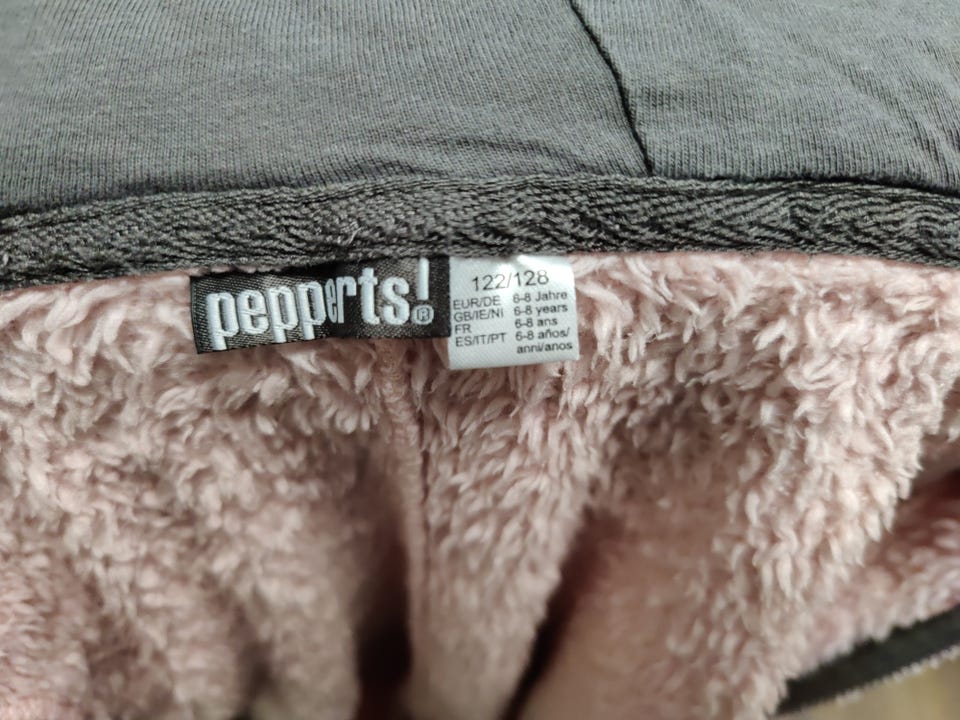 pepperts!®
122/128
EUR/DE 6-8 Jahre
GB/IE/NI 6-8 years
FR 6-8 ans
ES/IT/PT 6-8 años/
anni/anos